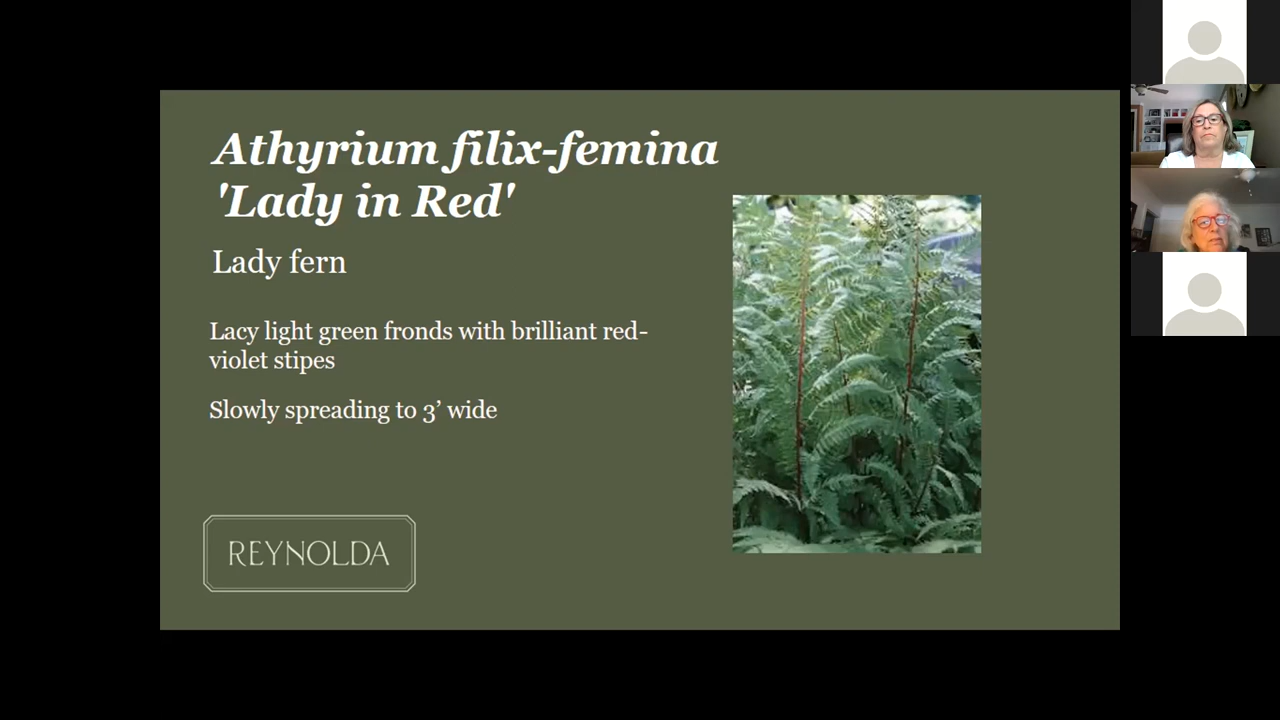 Athyrium filix-femina
'Lady in Red'
Lady fern
Lacy light green fronds with brilliant red-
violet stipes
Slowly spreading to 3’ wide
REYNOLDA